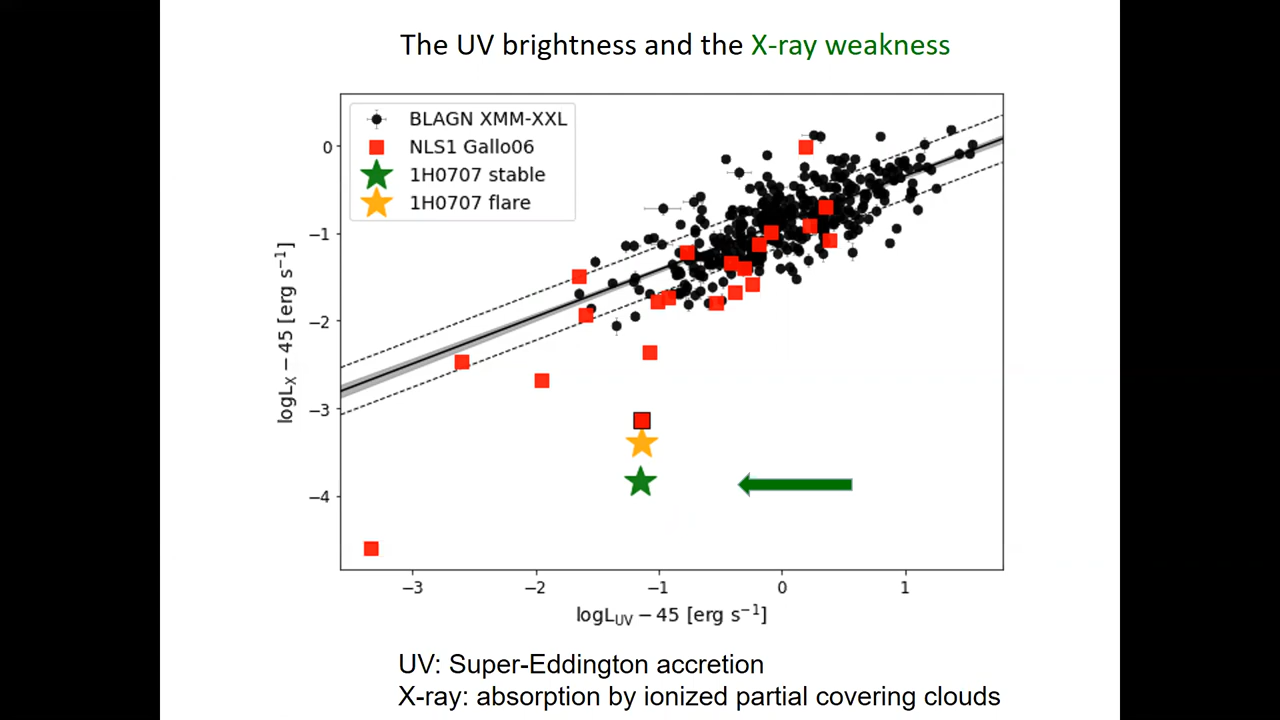 The UV brightness and the X-ray weakness
BLAGN XMM-XXL
NLS1 Gallo06
1H0707 stable
1H0707 flare
0
−1
−2
−3
−4
logL_X − 45 [erg s⁻¹]
−3 −2 −1 0 1
logL_UV − 45 [erg s⁻¹]
UV: Super-Eddington accretion
X-ray: absorption by ionized partial covering clouds